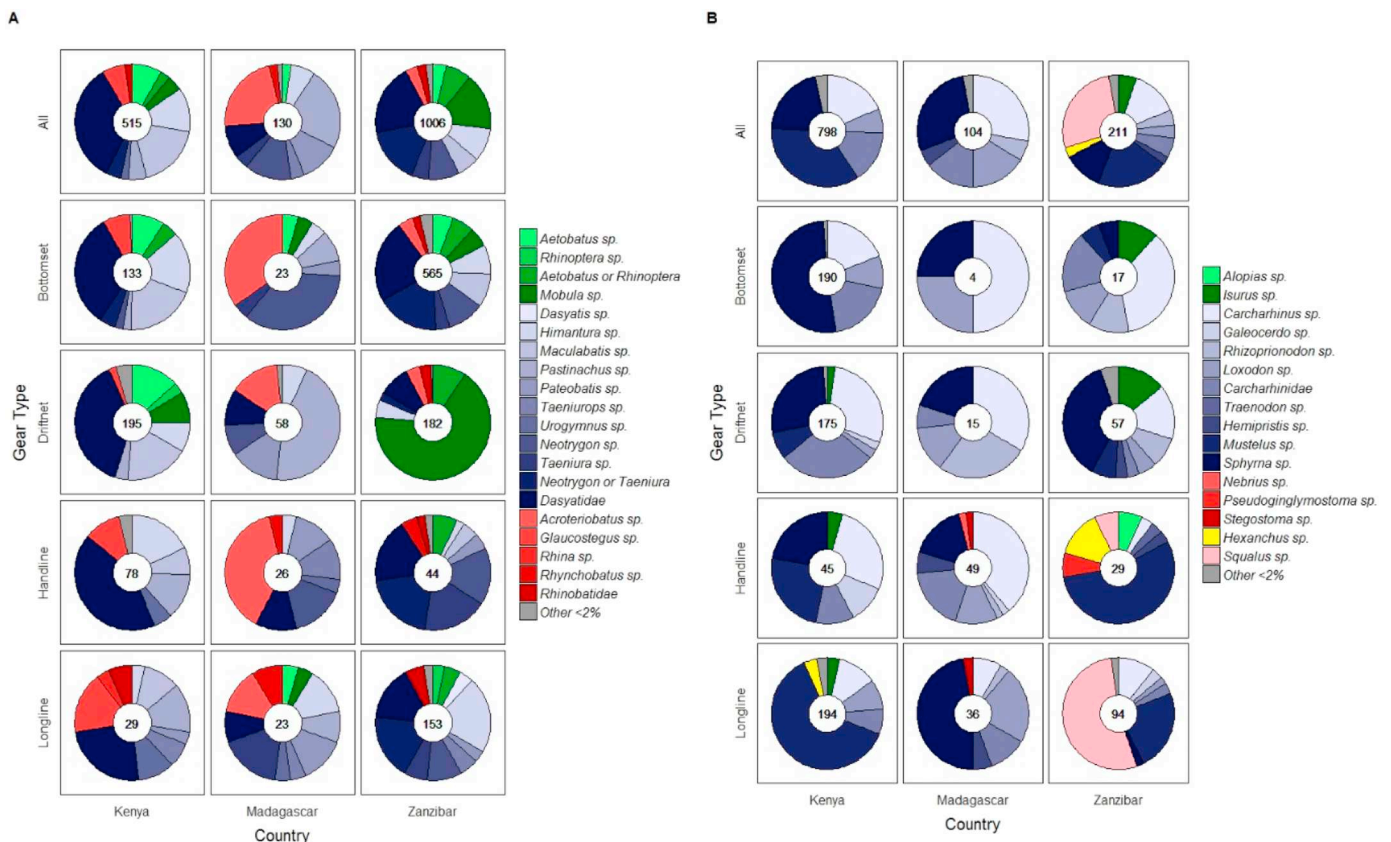 A
B
All
515
130
1006
Bottomset
133
23
565
Gear Type
Driftnet
195
58
182
Handline
78
26
44
Longline
29
23
153
Kenya
Madagascar
Zanzibar
Country
Aetobatus sp.
Rhinoptera sp.
Aetobatus or Rhinoptera
Mobula sp.
Dasyatis sp.
Himantura sp.
Maculabatis sp.
Pastinachus sp.
Pateobatis sp.
Taeniurops sp.
Urogymnus sp.
Neotrygon sp.
Taeniura sp.
Neotrygon or Taeniura
Dasyatidae
Acroteriobatus sp.
Glaucostegus sp.
Rhina sp.
Rhynchobatus sp.
Rhinobatidae
Other <2%
All
798
104
211
Bottomset
190
4
17
Gear Type
Driftnet
175
15
57
Handline
45
49
29
Longline
194
36
94
Kenya
Madagascar
Zanzibar
Country
Alopias sp.
Isurus sp.
Carcharhinus sp.
Galeocerdo sp.
Rhizoprionodon sp.
Loxodon sp.
Carcharhinidae
Traenodon sp.
Hemipristis sp.
Mustelus sp.
Sphyrna sp.
Nebrius sp.
Pseudoginglymostoma sp.
Stegostoma sp.
Hexanchus sp.
Squalus sp.
Other <2%